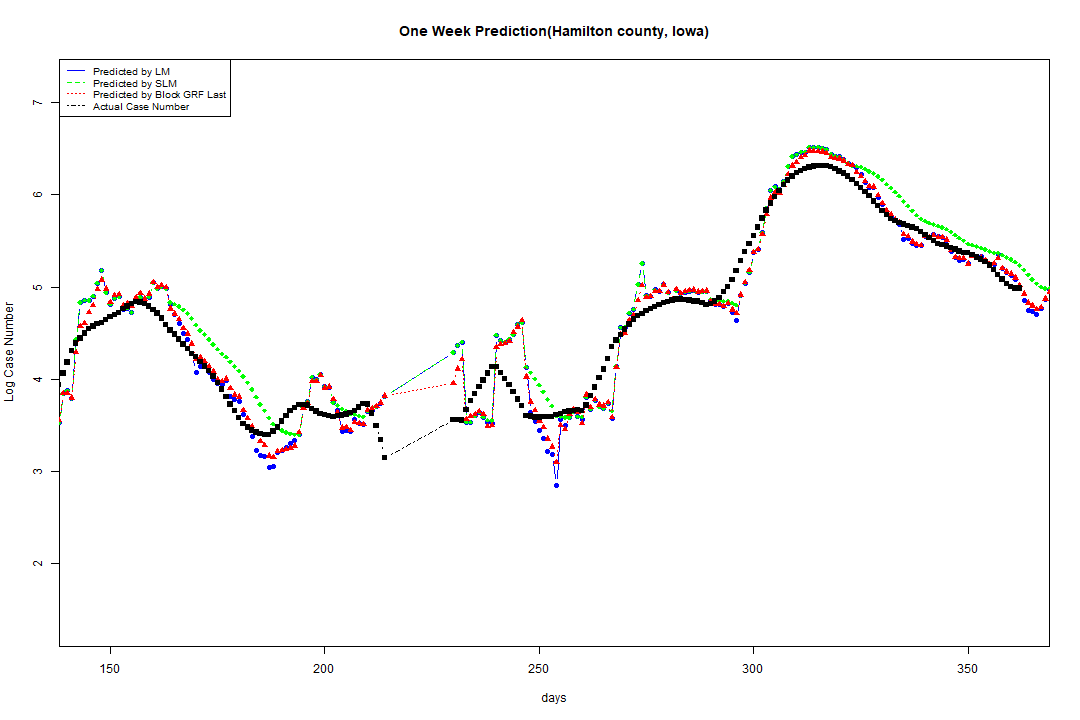 One Week Prediction(Hamilton county, Iowa)
Predicted by LM
Predicted by SLM
Predicted by Block GRF Last
Actual Case Number
7
6
5
4
3
2
Log Case Number
150 200 250 300 350
days